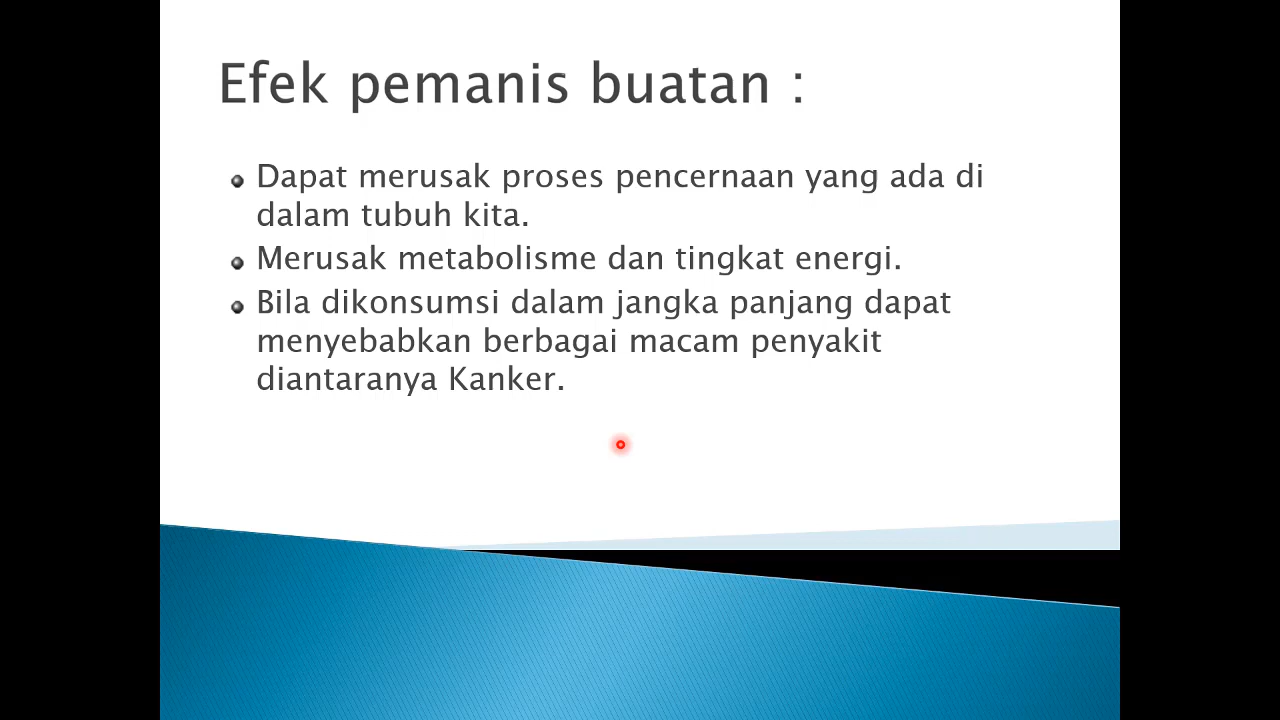 Efek pemanis buatan :
Dapat merusak proses pencernaan yang ada di
dalam tubuh kita.
Merusak metabolisme dan tingkat energi.
Bila dikonsumsi dalam jangka panjang dapat
menyebabkan berbagai macam penyakit
diantaranya Kanker.